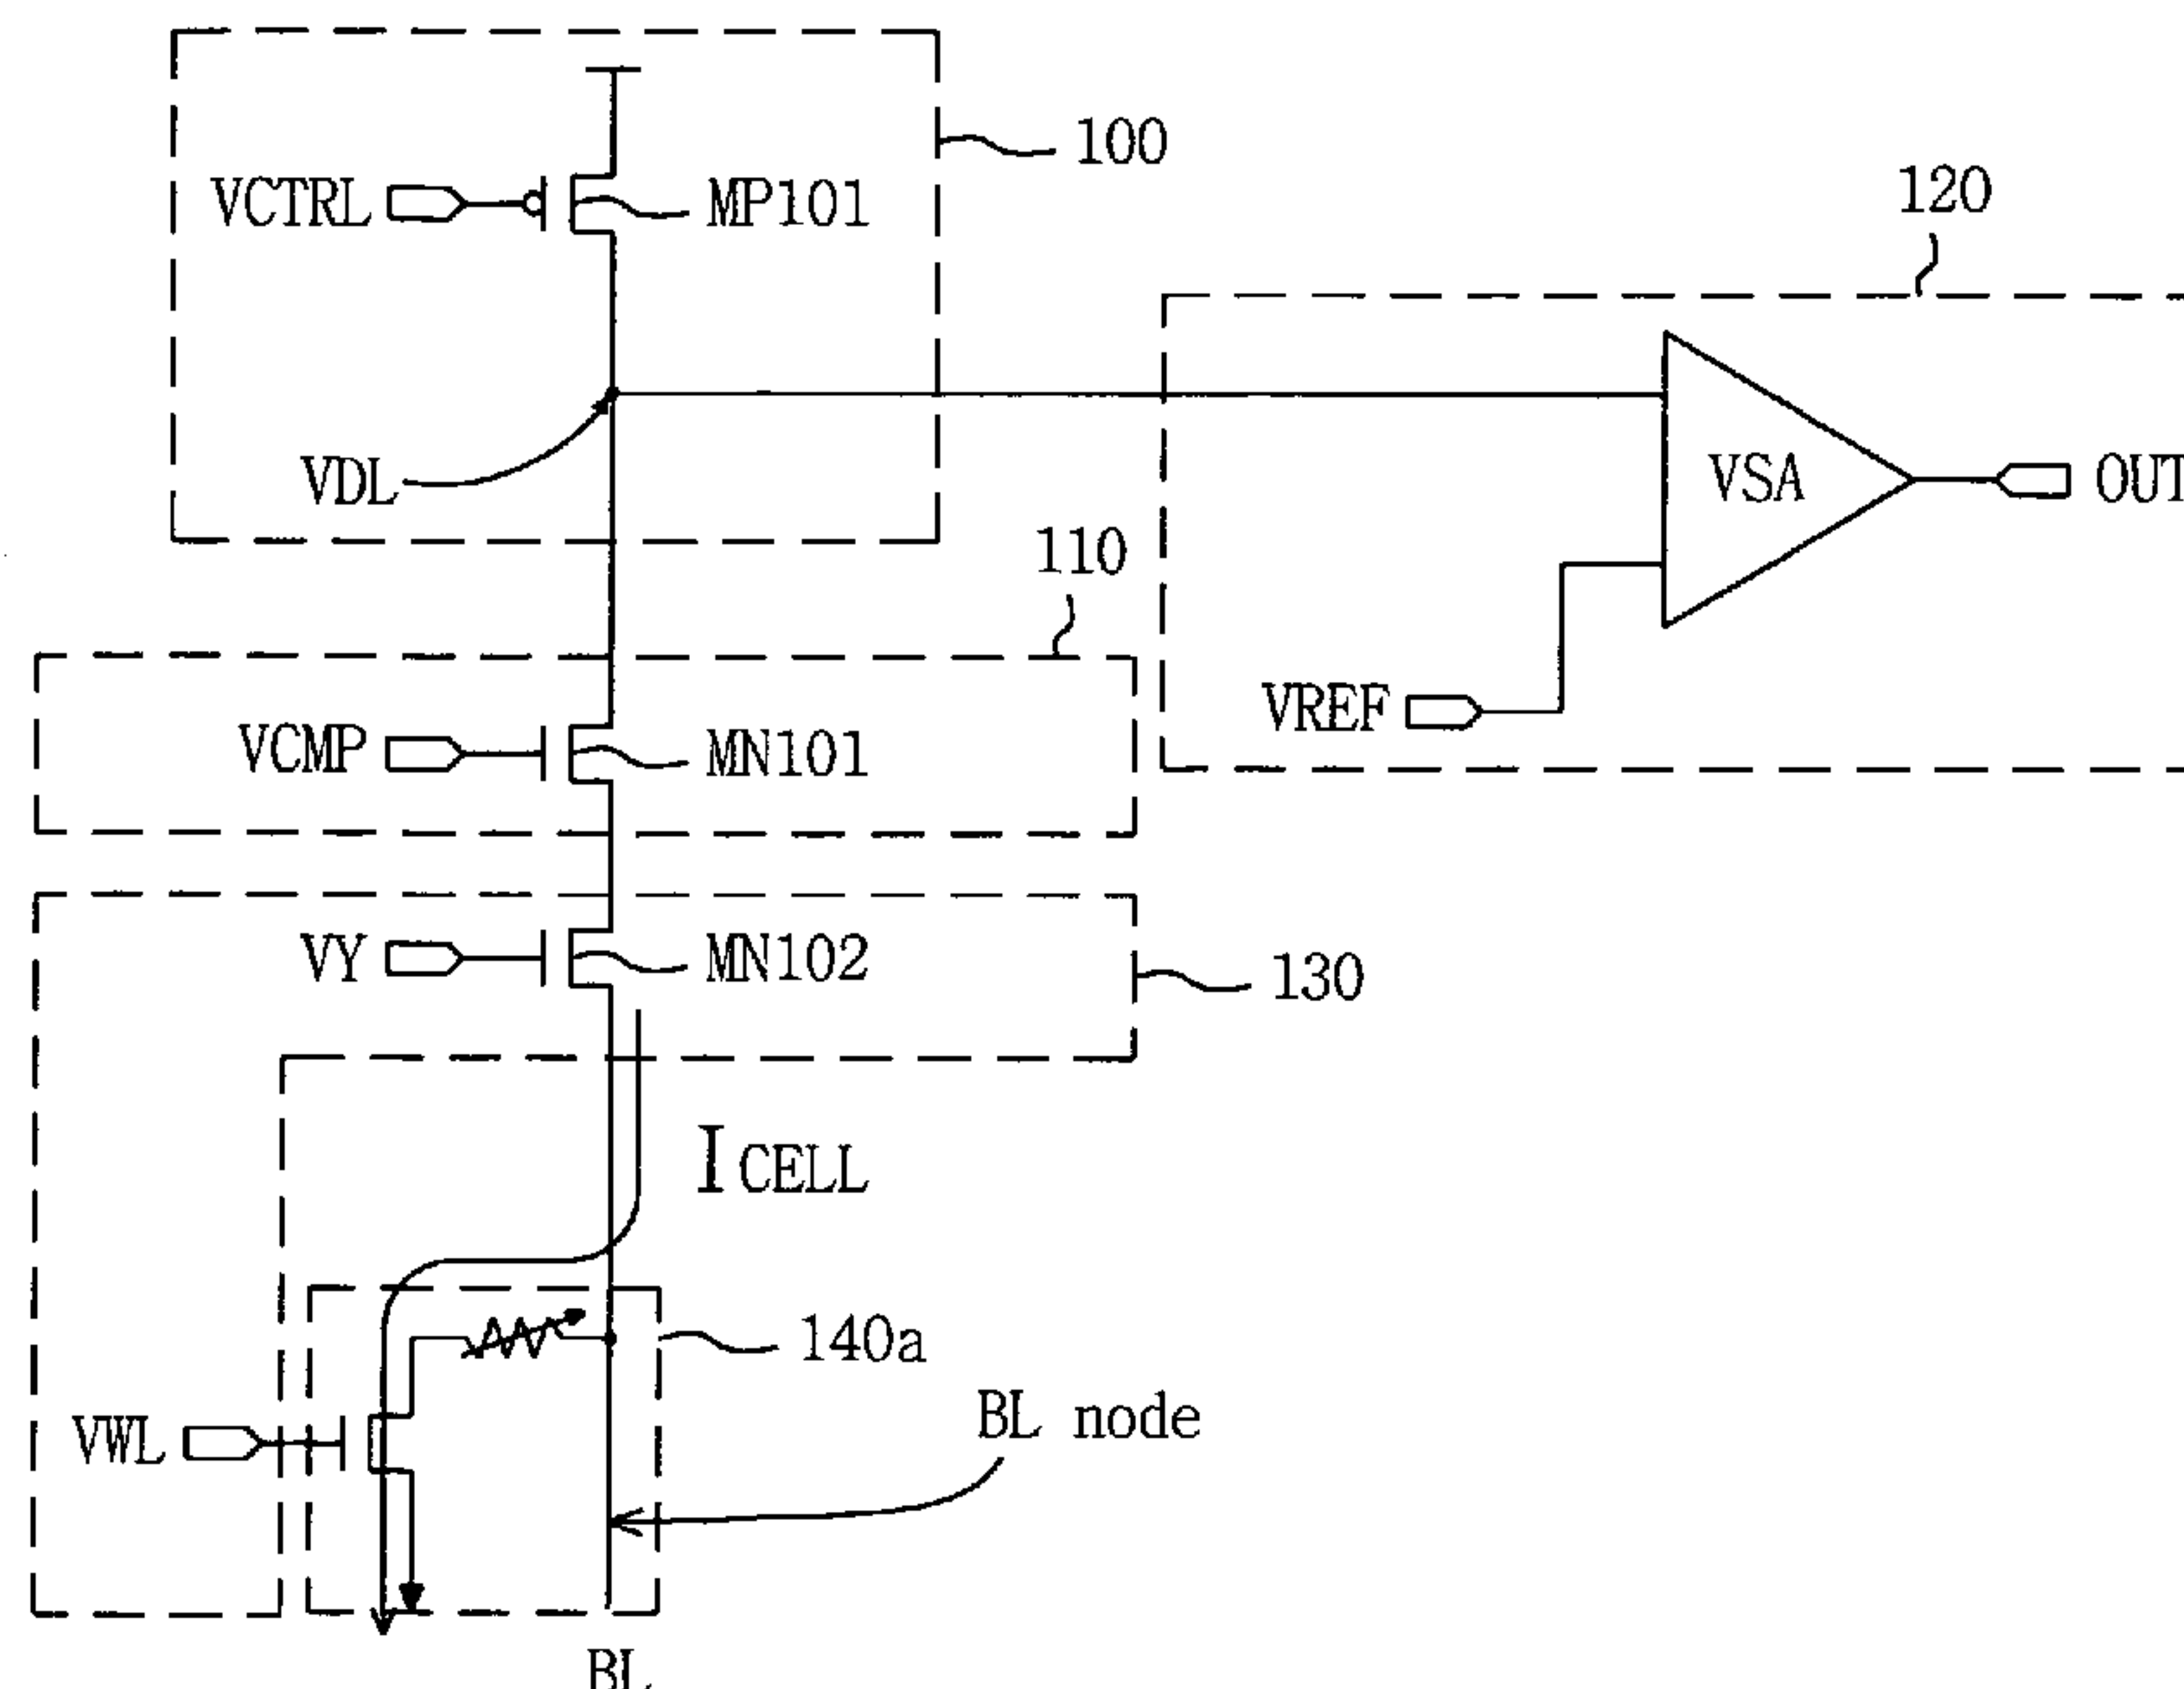 100
VCTRL
MP101
120
VDL
VSA
OUT
110
VREF
VCMP
MN101
VY
MN102
130
ICELL
140a
BL node
VWL
BL